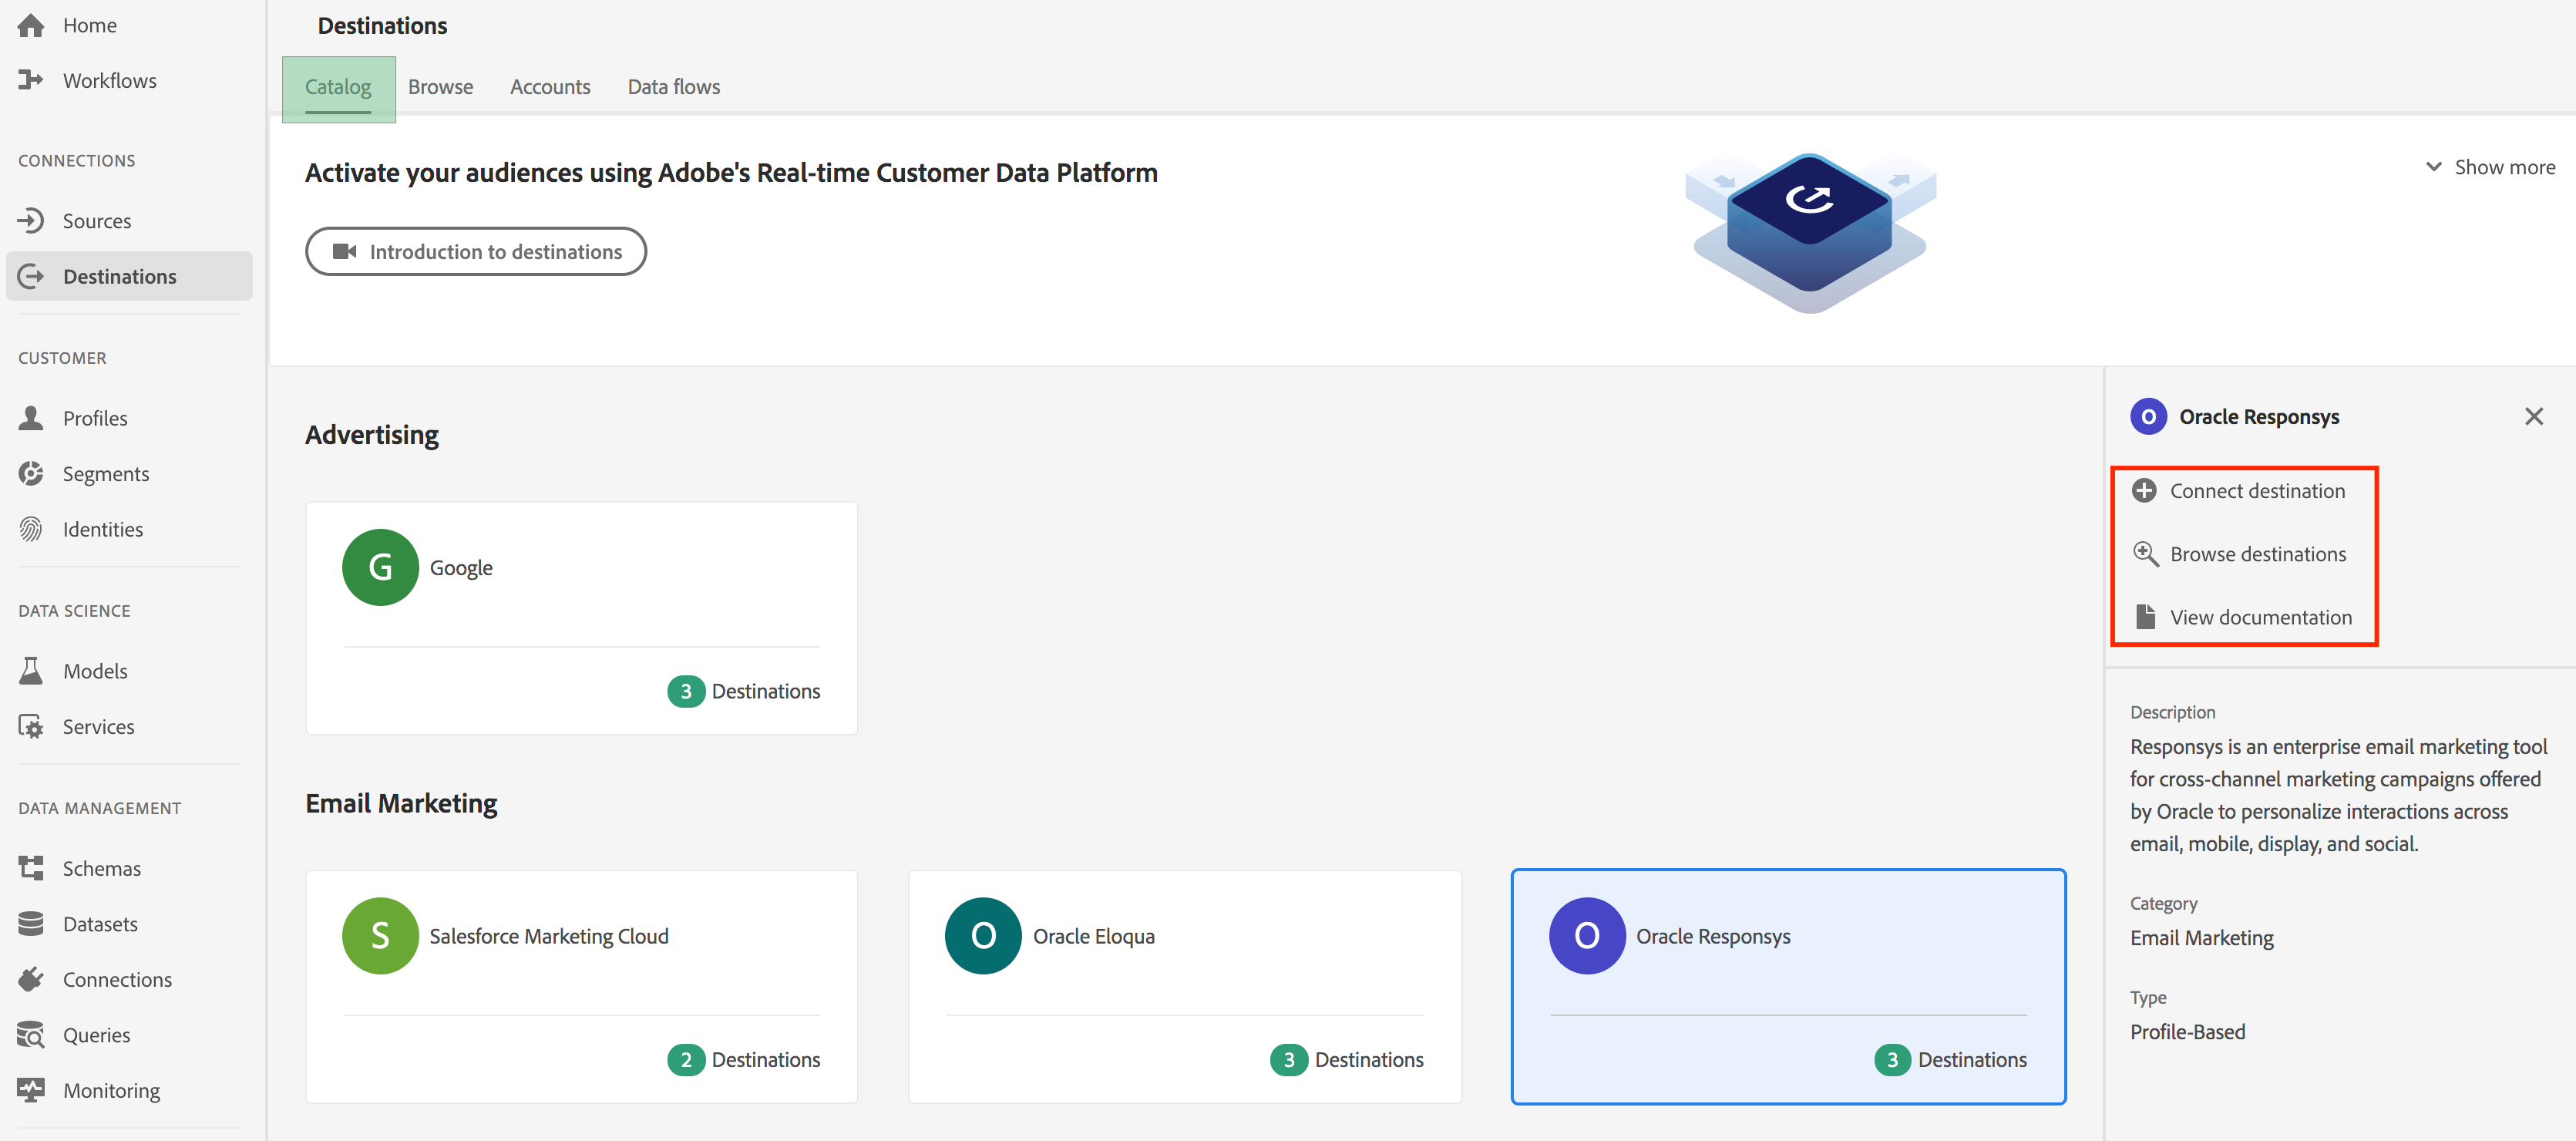 Home
Workflows
CONNECTIONS
Sources
Destinations
CUSTOMER
Profiles
Segments
Identities
DATA SCIENCE
Models
Services
DATA MANAGEMENT
Schemas
Datasets
Connections
Queries
Monitoring
Destinations
Catalog Browse Accounts Data flows
Activate your audiences using Adobe's Real-time Customer Data Platform
Introduction to destinations
Show more
Advertising
G Google
3 Destinations
Email Marketing
S Salesforce Marketing Cloud
2 Destinations
O Oracle Eloqua
3 Destinations
O Oracle Responsys
3 Destinations
O Oracle Responsys
Connect destination
Browse destinations
View documentation
Description
Responsys is an enterprise email marketing tool
for cross-channel marketing campaigns offered
by Oracle to personalize interactions across
email, mobile, display, and social.
Category
Email Marketing
Type
Profile-Based